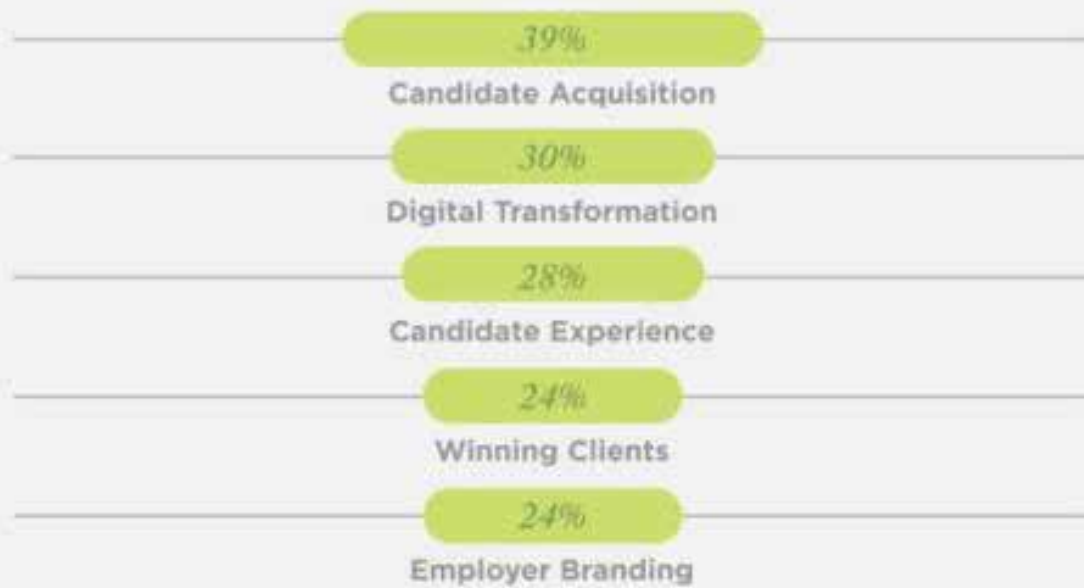 39%
Candidate Acquisition
30%
Digital Transformation
28%
Candidate Experience
24%
Winning Clients
24%
Employer Branding